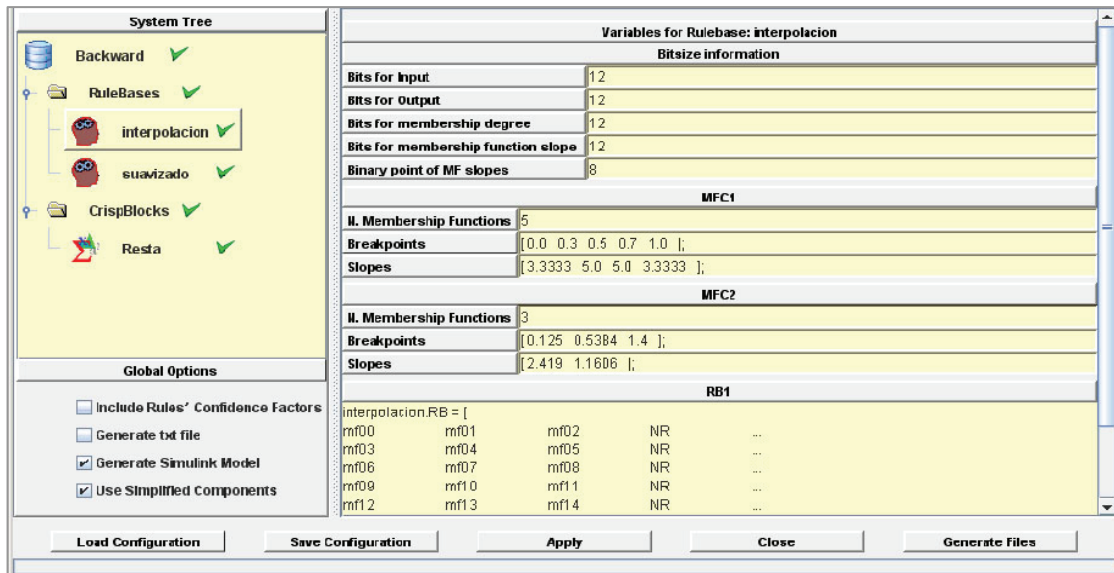 System Tree
Backward
RuleBases
interpolacion
suavizado
CrispBlocks
Resta
Global Options
Include Rules' Confidence Factors
Generate txt file
Generate Simulink Model
Use Simplified Components
Variables for Rulebase: interpolacion
Bitsize information
Bits for Input 12
Bits for Output 12
Bits for membership degree 12
Bits for membership function slope 12
Binary point of MF slopes 8
MFC1
N. Membership Functions 5
Breakpoints [0.0 0.3 0.5 0.7 1.0 ];
Slopes [3.3333 5.0 5.0 3.3333 ];
MFC2
N. Membership Functions 3
Breakpoints [0.125 0.5384 1.4 ];
Slopes [2.419 1.1606 ];
RB1
interpolacion.RB = [
mf00 mf01 mf02 NR ...
mf03 mf04 mf05 NR ...
mf06 mf07 mf08 NR ...
mf09 mf10 mf11 NR ...
mf12 mf13 mf14 NR ...
Load Configuration Save Configuration Apply Close Generate Files